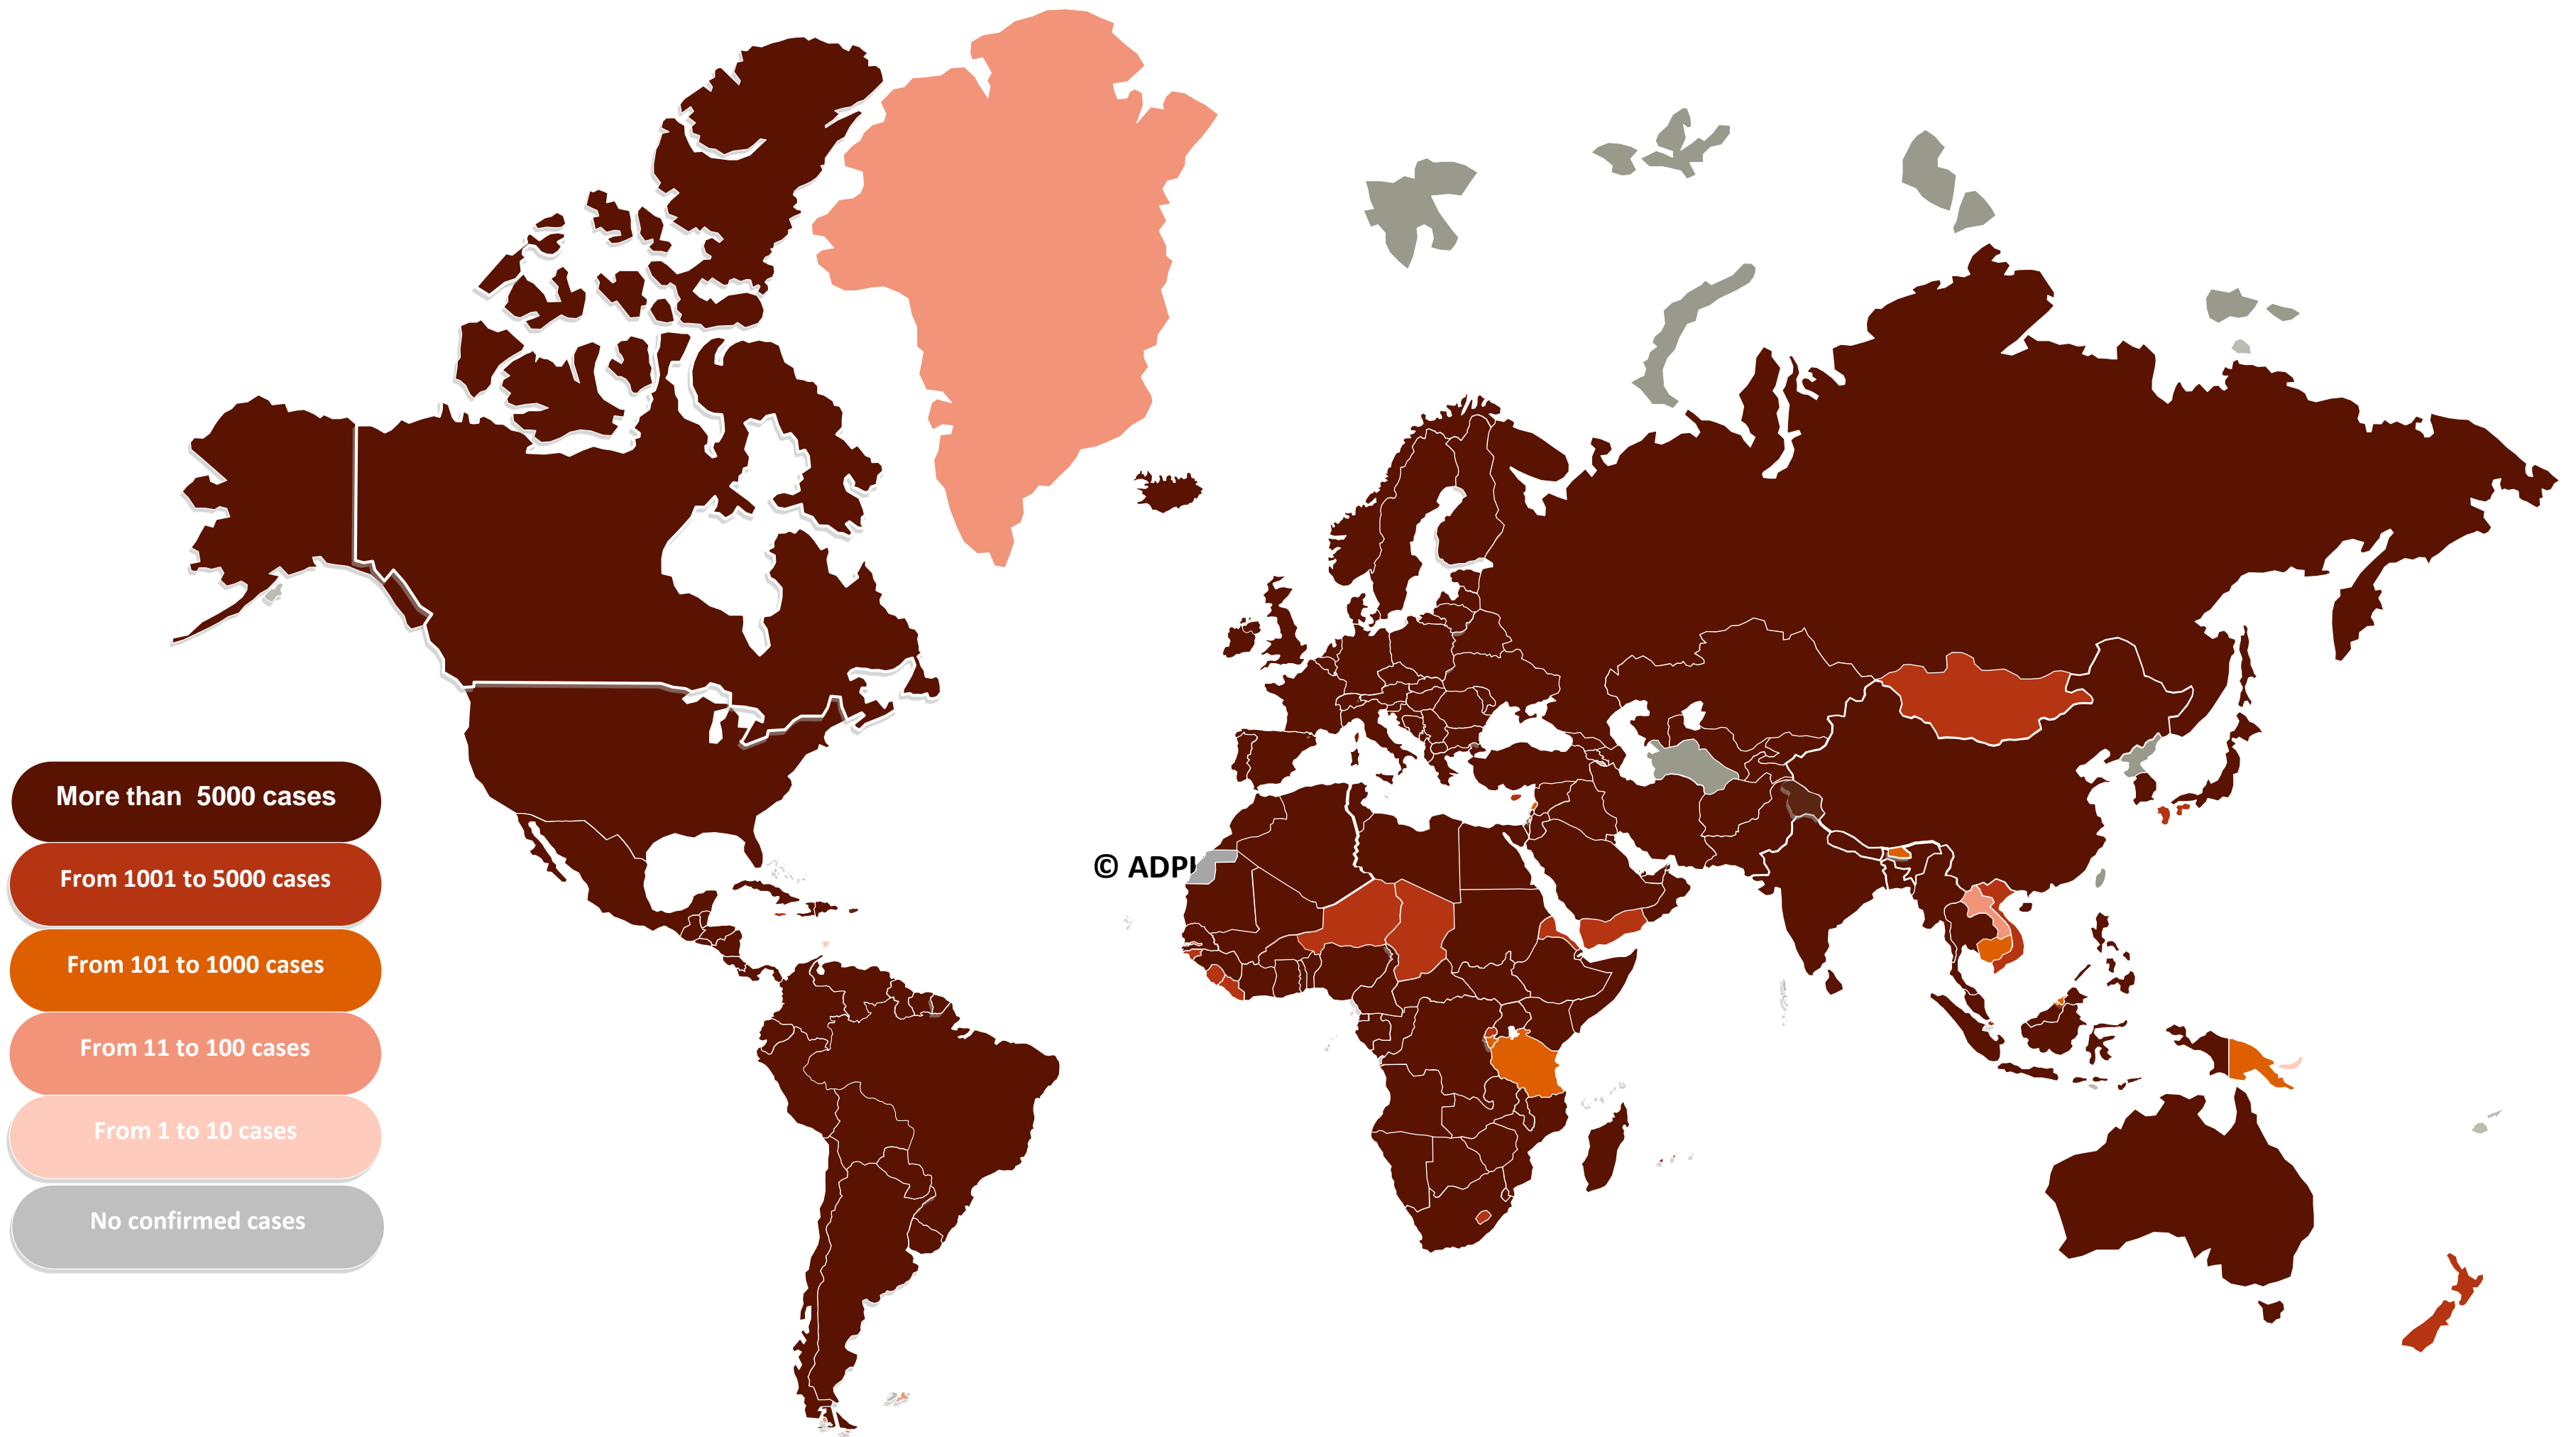 More than  5000 cases
From 1001 to 5000 cases
© ADPH
From 101 to 1000 cases
From 11 to 100 cases
From 1 to 10 cases
No confirmed cases